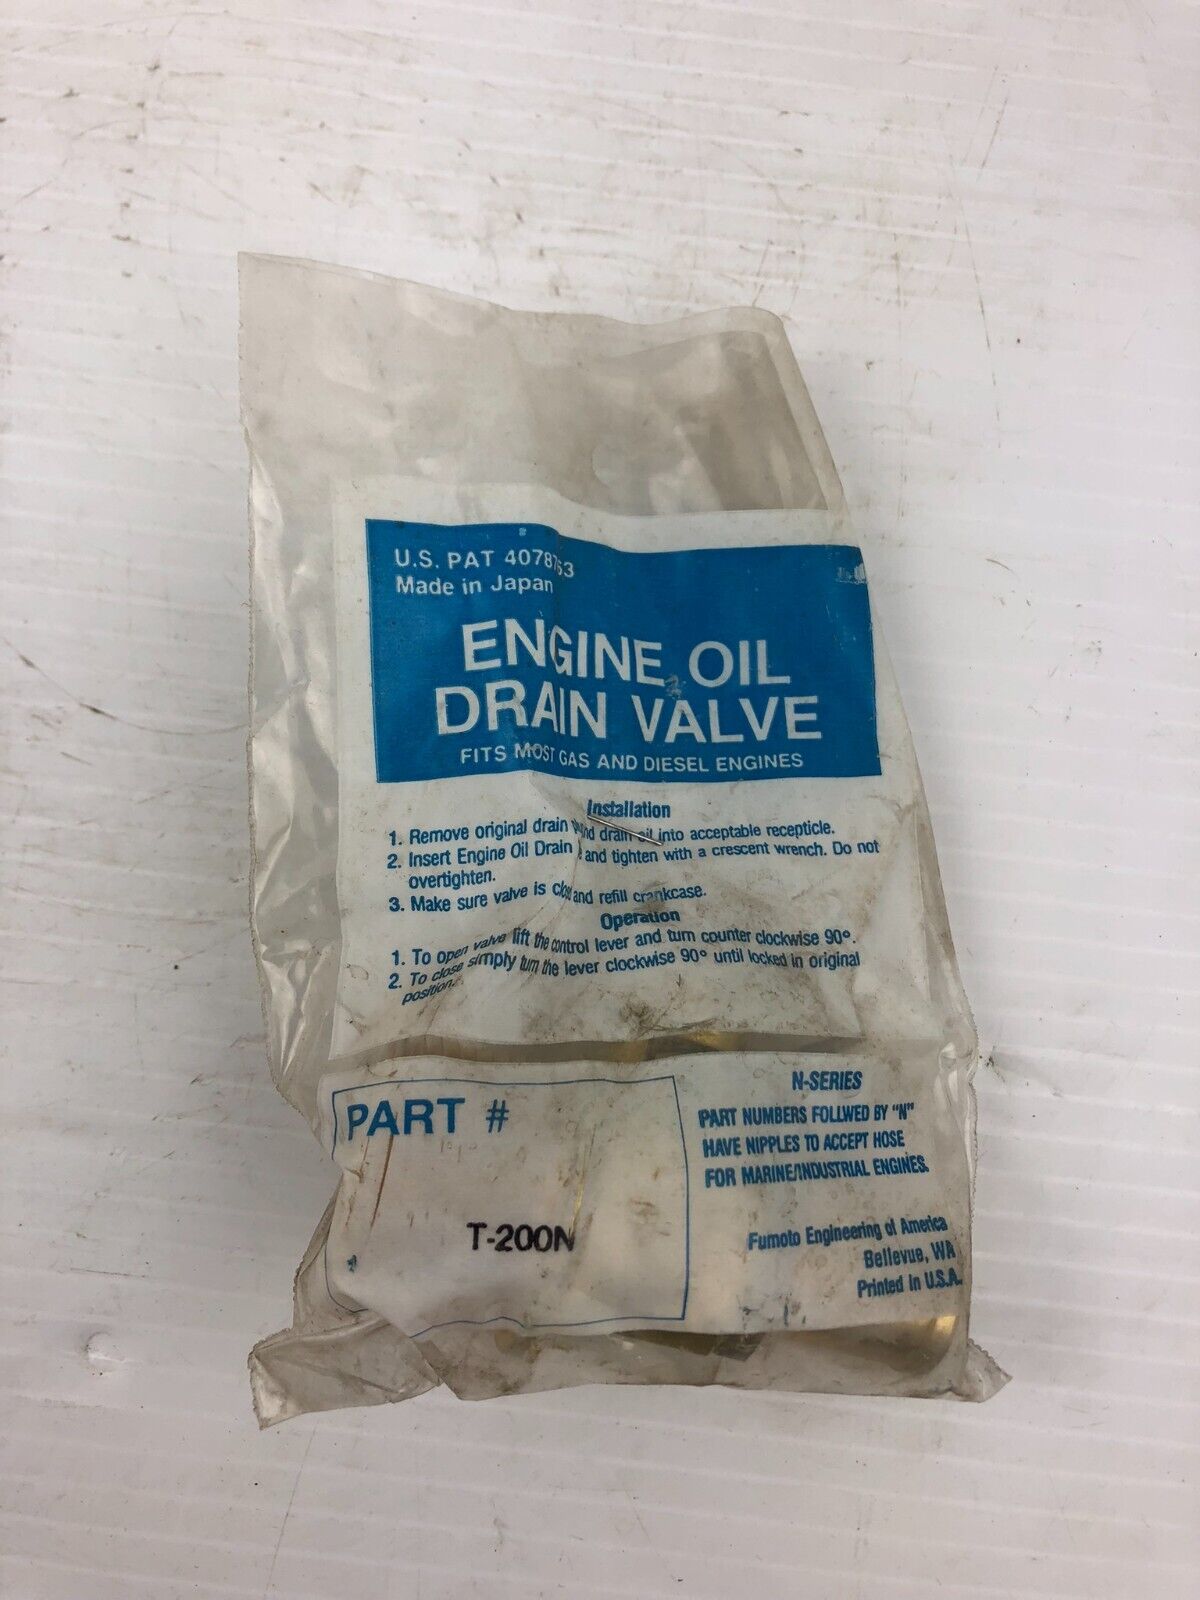 U.S. PAT 4078763
Made in Japan
ENGINE OIL
DRAIN VALVE
FITS MOST GAS AND DIESEL ENGINES
Installation
1. Remove original drain and drain oil into acceptable recepticle.
2. Insert Engine Oil Drain and tighten with a crescent wrench. Do not
overtighten.
3. Make sure valve is clos and refill crankcase.
Operation
1. To open valve lift the control lever and turn counter clockwise 90°.
2. To close simply turn the lever clockwise 90° until locked in original
position.
PART #
T-200N
N-SERIES
PART NUMBERS FOLLWED BY "N"
HAVE NIPPLES TO ACCEPT HOSE
FOR MARINE/INDUSTRIAL ENGINES.
Fumoto Engineering of America
Bellevue, WA
Printed in U.S.A.